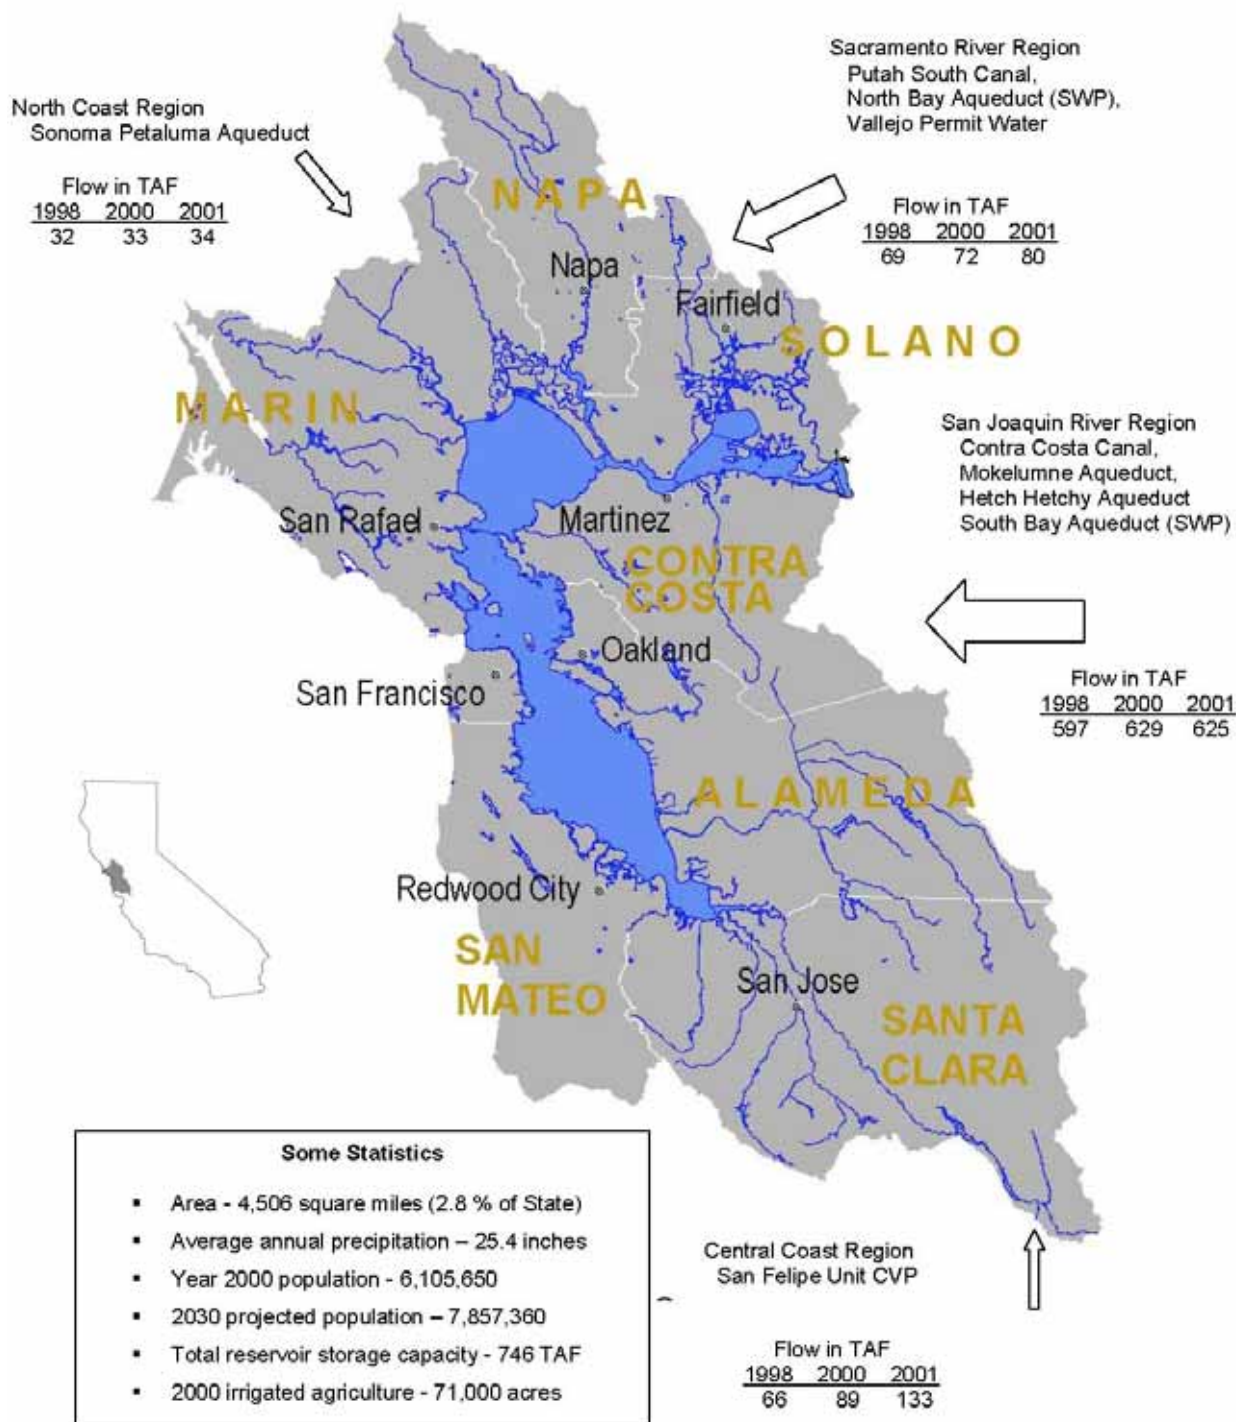 Sacramento River Region
Putah South Canal,
North Bay Aqueduct (SWP),
Vallejo Permit Water
North Coast Region
Sonoma Petaluma Aqueduct
Flow in TAF
1998 2000 2001
32 33 34
NAPA
Flow in TAF
1998 2000 2001
69 72 80
Napa
Fairfield
SOLANO
MARIN
San Joaquin River Region
Contra Costa Canal,
Mokelumne Aqueduct,
Hetch Hetchy Aqueduct
South Bay Aqueduct (SWP)
San Rafael
Martinez
CONTRA
COSTA
Oakland
San Francisco
Flow in TAF
1998 2000 2001
597 629 625
ALAMEDA
Redwood City
SAN
MATEO
San Jose
SANTA
CLARA
Some Statistics
▪ Area - 4,506 square miles (2.8 % of State)
▪ Average annual precipitation – 25.4 inches
▪ Year 2000 population - 6,105,650
▪ 2030 projected population – 7,857,360
▪ Total reservoir storage capacity - 746 TAF
▪ 2000 irrigated agriculture - 71,000 acres
Central Coast Region
San Felipe Unit CVP
Flow in TAF
1998 2000 2001
66 89 133